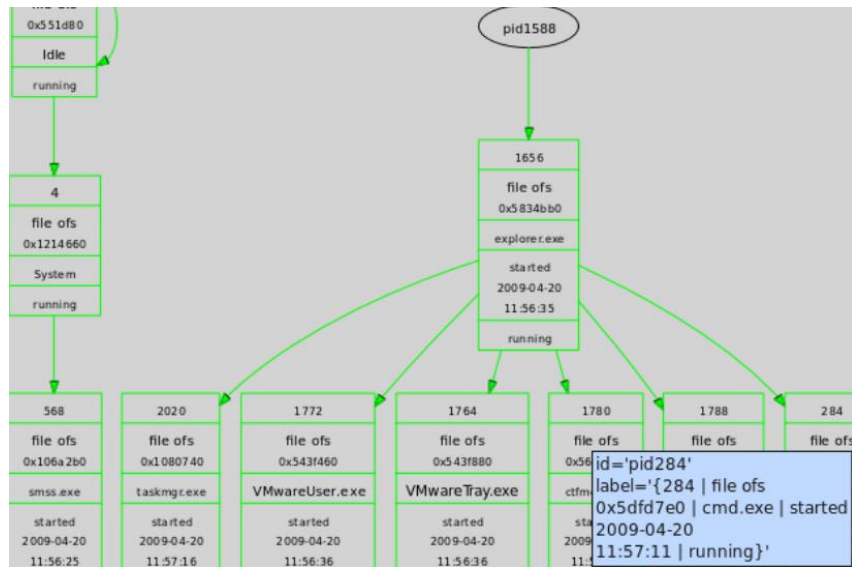 file ofs
0x551d80
Idle
running
pid1588
4
file ofs
0x1214660
System
running
1656
file ofs
0x5834bb0
explorer.exe
started
2009-04-20
11:56:35
running
568
file ofs
0x106a2b0
smss.exe
started
2009-04-20
11:56:25
2020
file ofs
0x1080740
taskmgr.exe
started
2009-04-20
11:57:16
1772
file ofs
0x543f460
VMwareUser.exe
started
2009-04-20
11:56:36
1764
file ofs
0x543f880
VMwareTray.exe
started
2009-04-20
11:56:36
1780
file ofs
1788
file ofs
284
file ofs
id='pid284'
label='{284 | file ofs
0x5dfd7e0 | cmd.exe | started
2009-04-20
11:57:11 | running}'